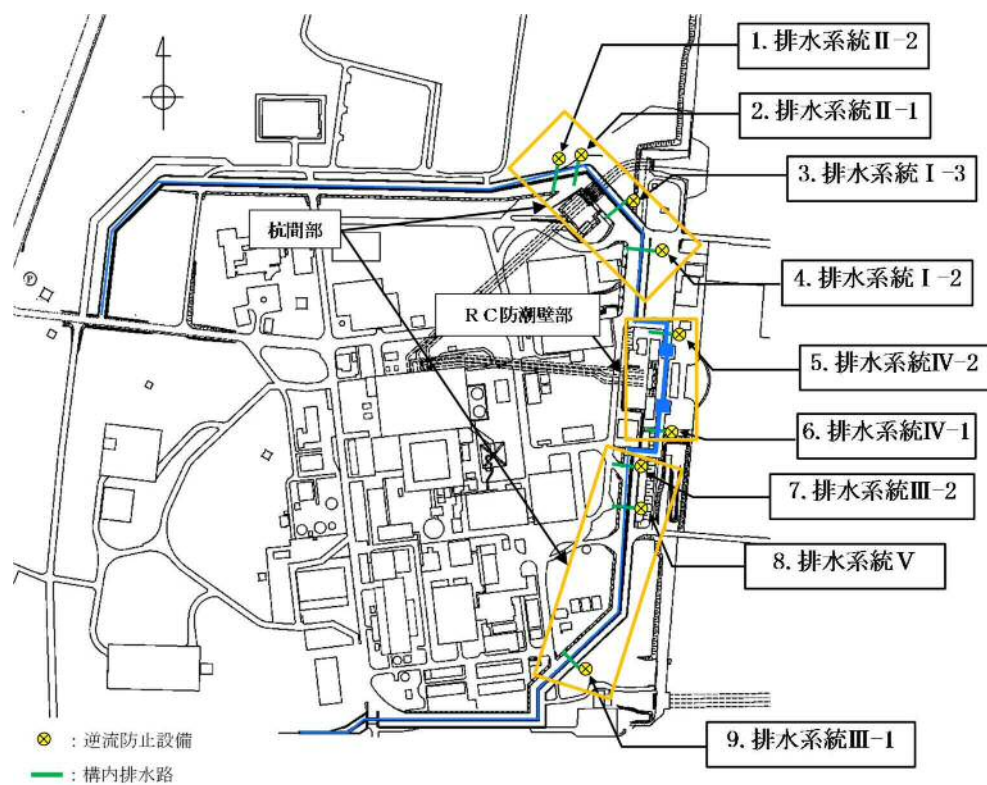 1. 排水系統Ⅱ-2
2. 排水系統Ⅱ-1
3. 排水系統Ⅰ-3
杭間部
4. 排水系統Ⅰ-2
P
RC防潮壁部
5. 排水系統Ⅳ-2
6. 排水系統Ⅳ-1
7. 排水系統Ⅲ-2
8. 排水系統Ⅴ
9. 排水系統Ⅲ-1
：逆流防止設備
：構内排水路